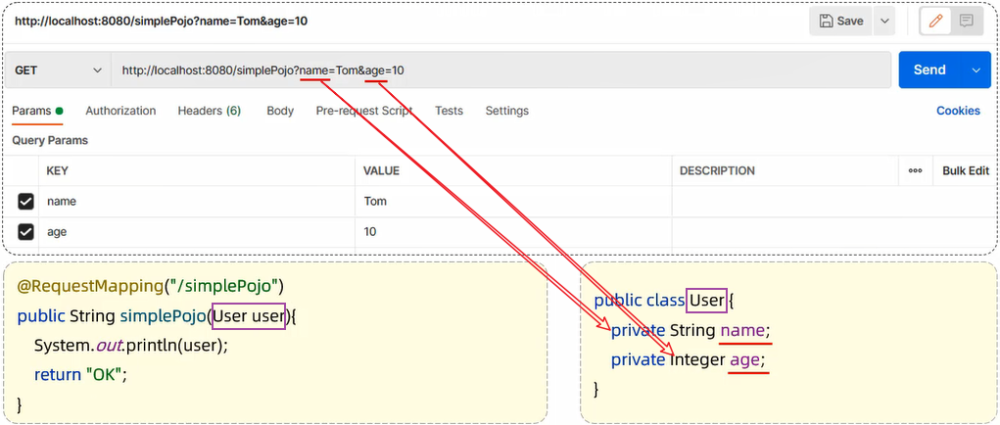 http://localhost:8080/simplePojo?name=Tom&age=10
Save
GET
http://localhost:8080/simplePojo?name=Tom&age=10
Send
Params
Authorization
Headers (6)
Body
Pre-request Script
Tests
Settings
Cookies
Query Params
KEY
VALUE
DESCRIPTION
Bulk Edit
name
Tom
age
10
@RequestMapping("/simplePojo")
public String simplePojo(User user){
System.out.println(user);
return "OK";
}
public class User {
private String name;
private Integer age;
}